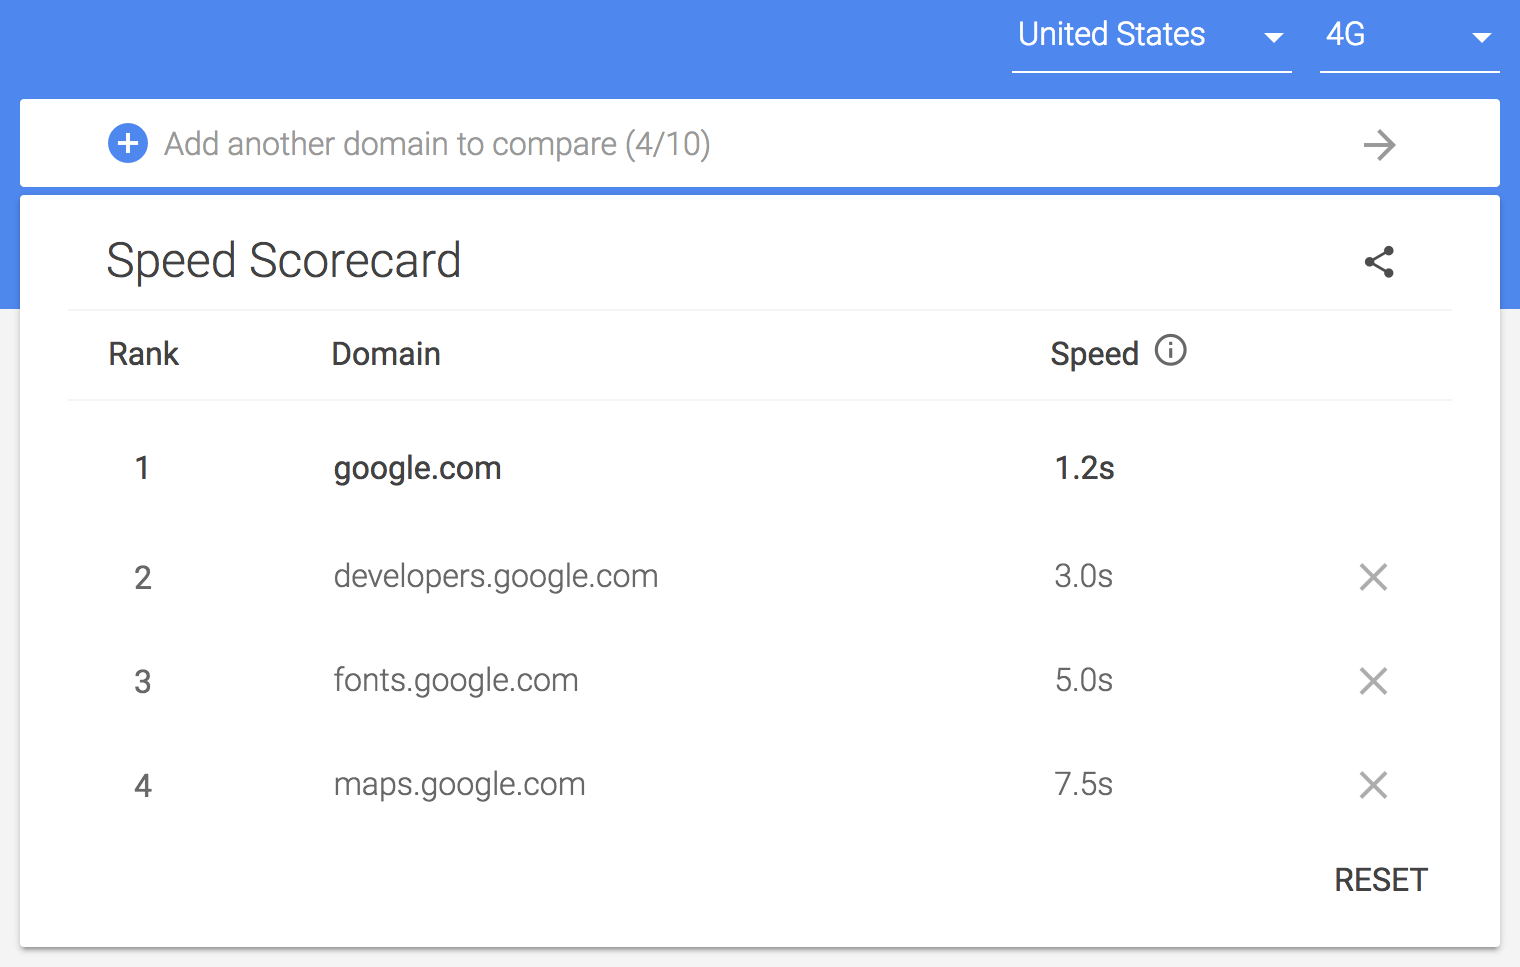 United States 4G
Add another domain to compare (4/10)
Speed Scorecard
Rank Domain Speed
1 google.com 1.2s
2 developers.google.com 3.0s
3 fonts.google.com 5.0s
4 maps.google.com 7.5s
RESET